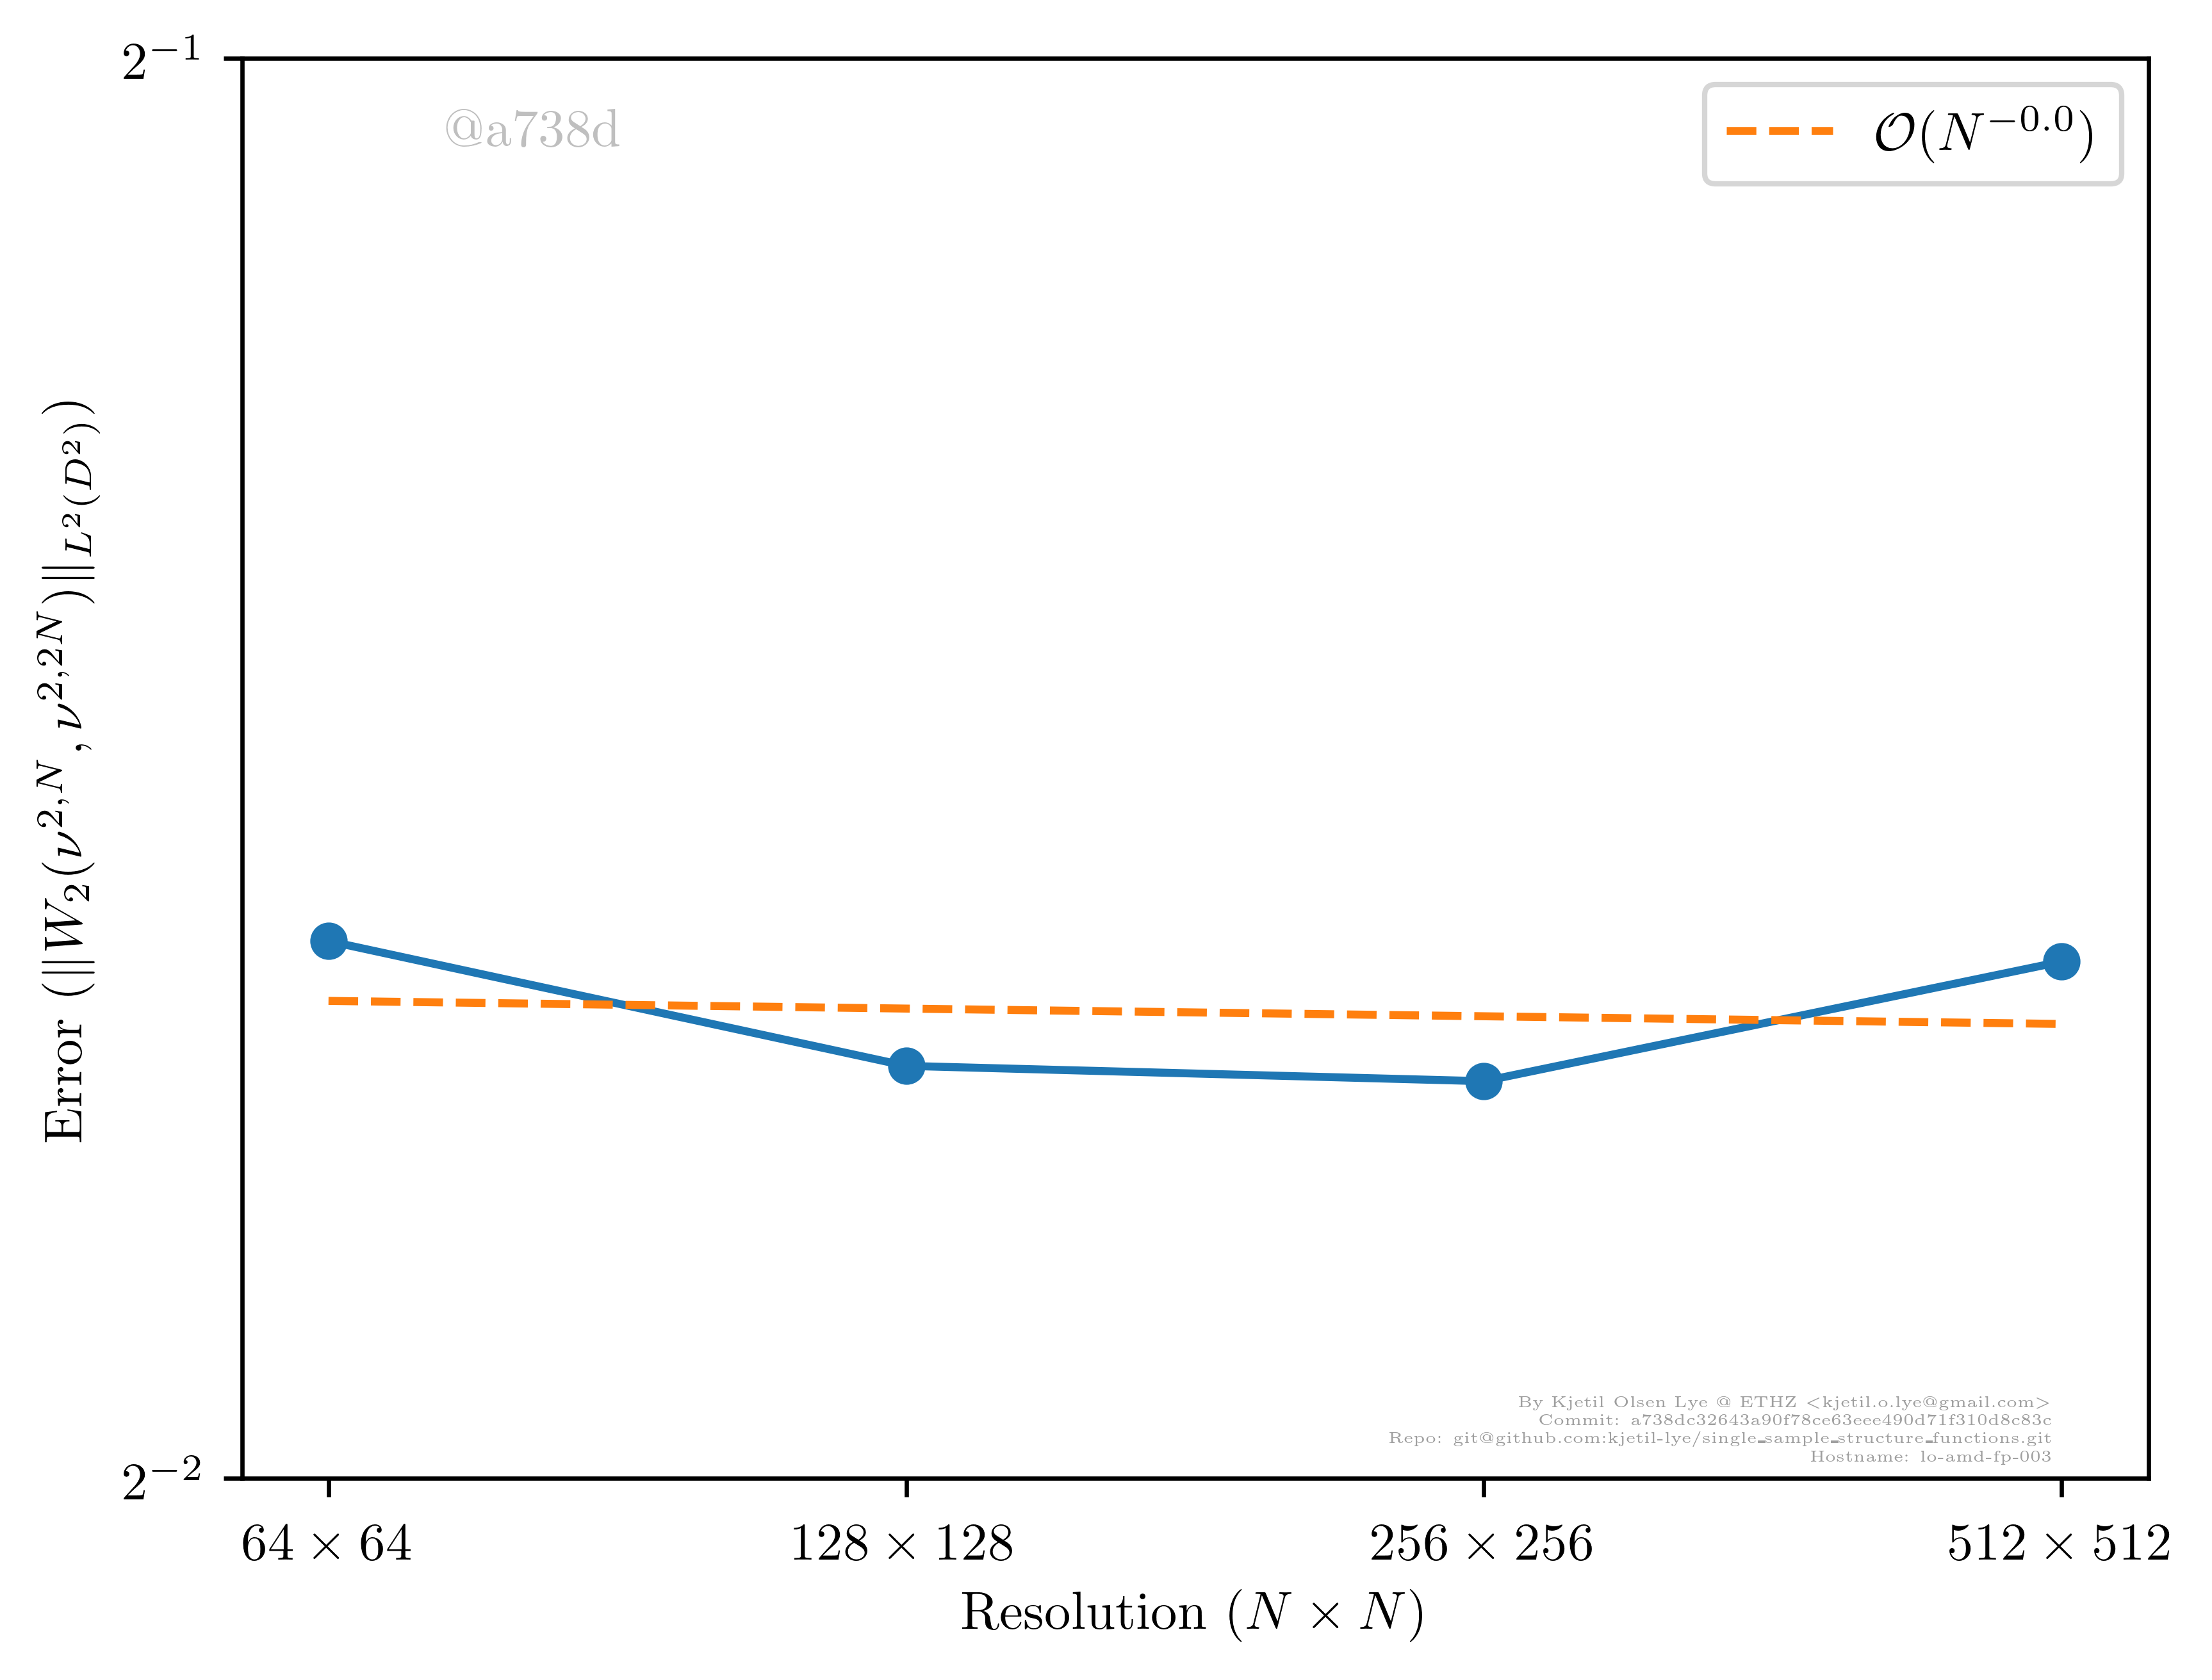 2^{-1}
@a738d
\mathcal{O}(N^{-0.0})
Error (||W_2(ν^{2,N}, ν^{2,2N})||_{L^2(D^2)})
By Kjetil Olsen Lye @ ETHZ <kjetil.o.lye@gmail.com>
Commit: a738dc32643a90f78ce63eee490d71f310d8c83c
Repo: git@github.com:kjetil-lye/single_sample_structure_functions.git
Hostname: lo-amd-fp-003
2^{-2}
64 × 64 128 × 128 256 × 256 512 × 512
Resolution (N × N)